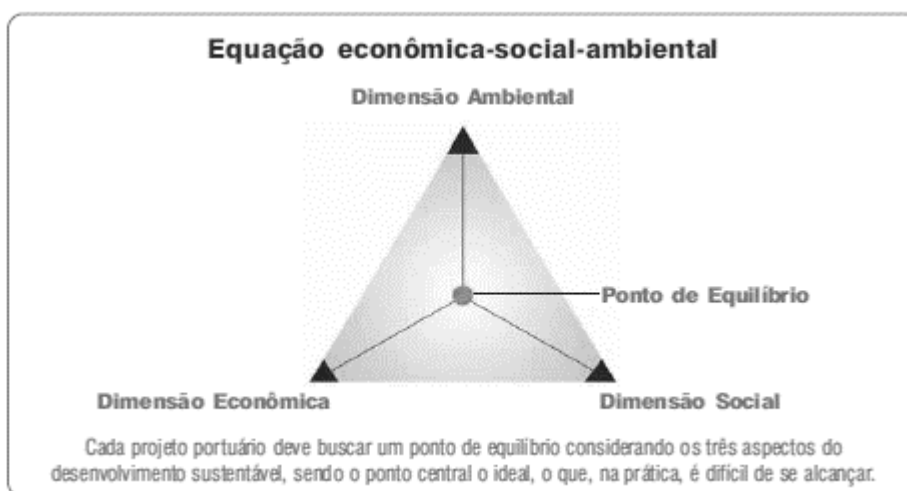 Equação econômica-social-ambiental
Dimensão Ambiental
Ponto de Equilíbrio
Dimensão Econômica
Dimensão Social
Cada projeto portuário deve buscar um ponto de equilíbrio considerando os três aspectos do
desenvolvimento sustentável, sendo o ponto central o ideal, o que, na prática, é difícil de se alcançar.